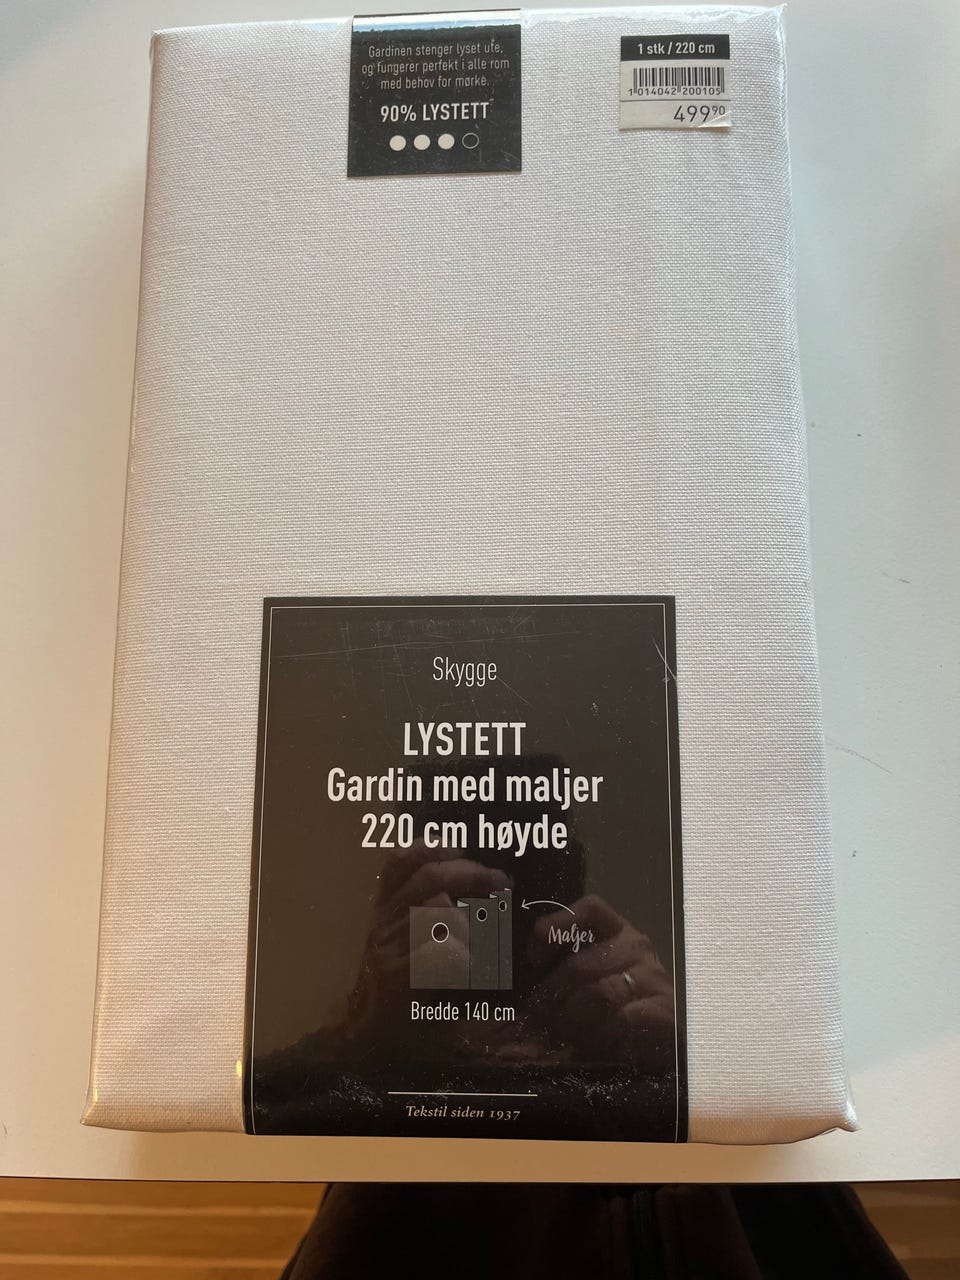 Gardinen stenger lyset ute,
og fungerer perfekt i alle rom
med behov for mørke.
90% LYSTETT
1 stk / 220 cm
1 014042 200105
499 90
Skygge
LYSTETT
Gardin med maljer
220 cm høyde
Maljer
Bredde 140 cm
Tekstil siden 1937